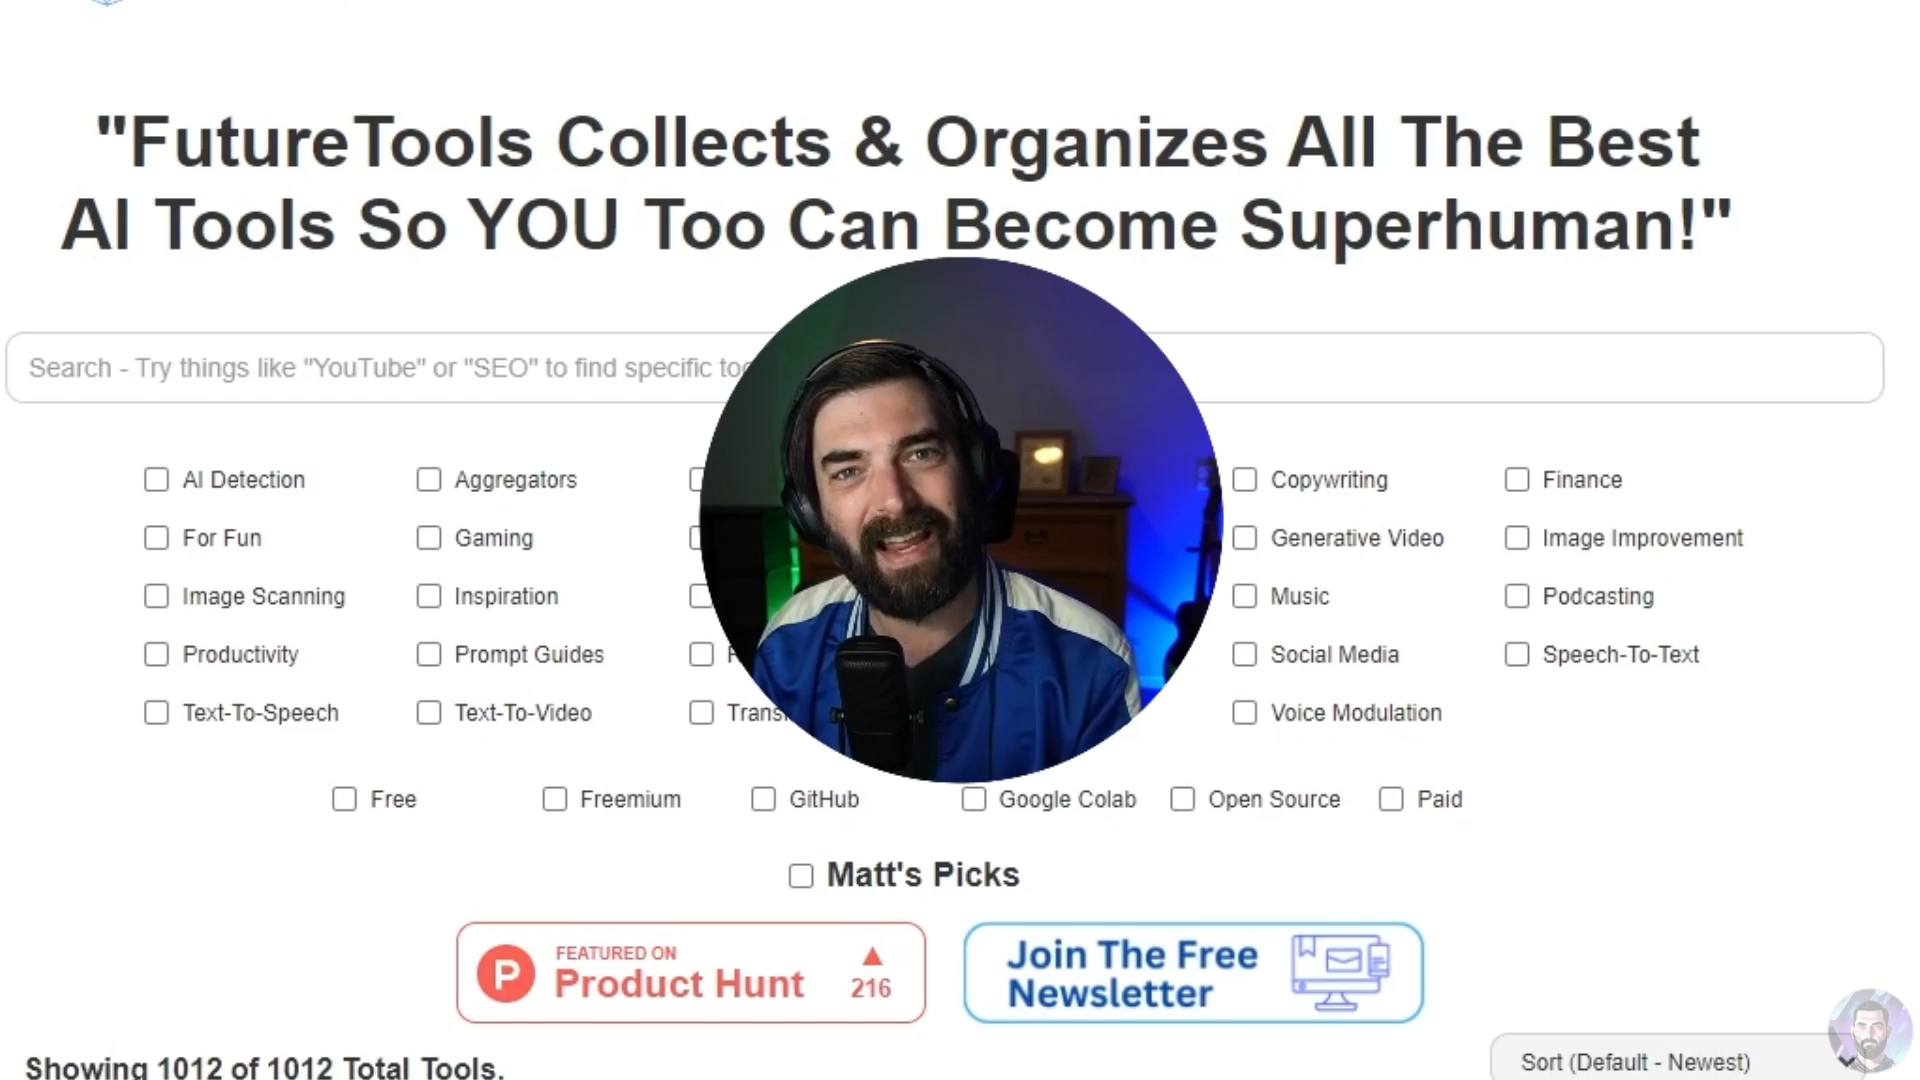 "FutureTools Collects & Organizes All The Best
AI Tools So YOU Too Can Become Superhuman!"
Search - Try things like "YouTube" or "SEO" to find specific
AI Detection Aggregators Copywriting Finance
For Fun Gaming Generative Video Image Improvement
Image Scanning Inspiration Music Podcasting
Productivity Prompt Guides Social Media Speech-To-Text
Text-To-Speech Text-To-Video Voice Modulation
Free Freemium GitHub Google Colab Open Source Paid
Matt's Picks
FEATURED ON
Product Hunt 216
Join The Free
Newsletter
Showing 1012 of 1012 Total Tools.
Sort (Default - Newest)